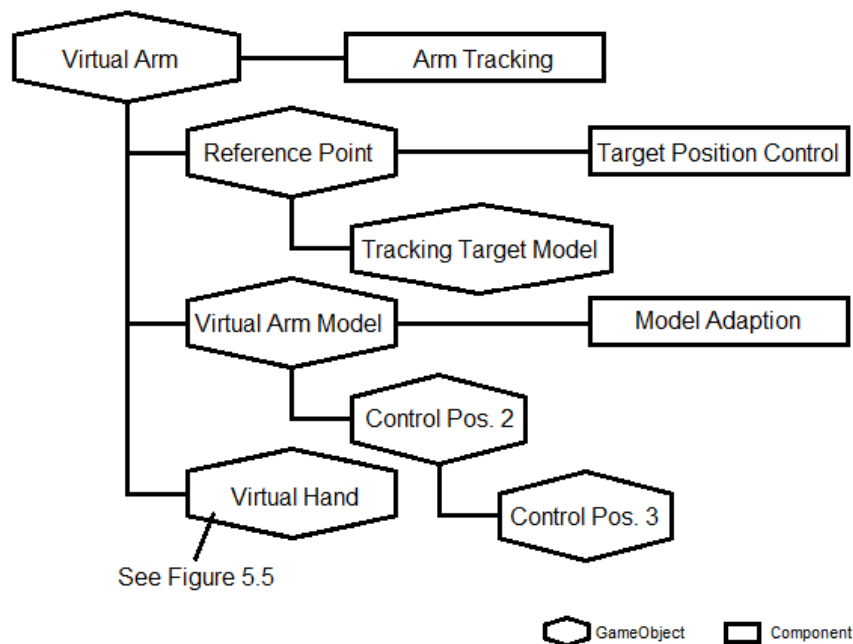 Virtual Arm
Arm Tracking
Reference Point
Target Position Control
Tracking Target Model
Virtual Arm Model
Model Adaption
Control Pos. 2
Virtual Hand
Control Pos. 3
See Figure 5.5
GameObject
Component